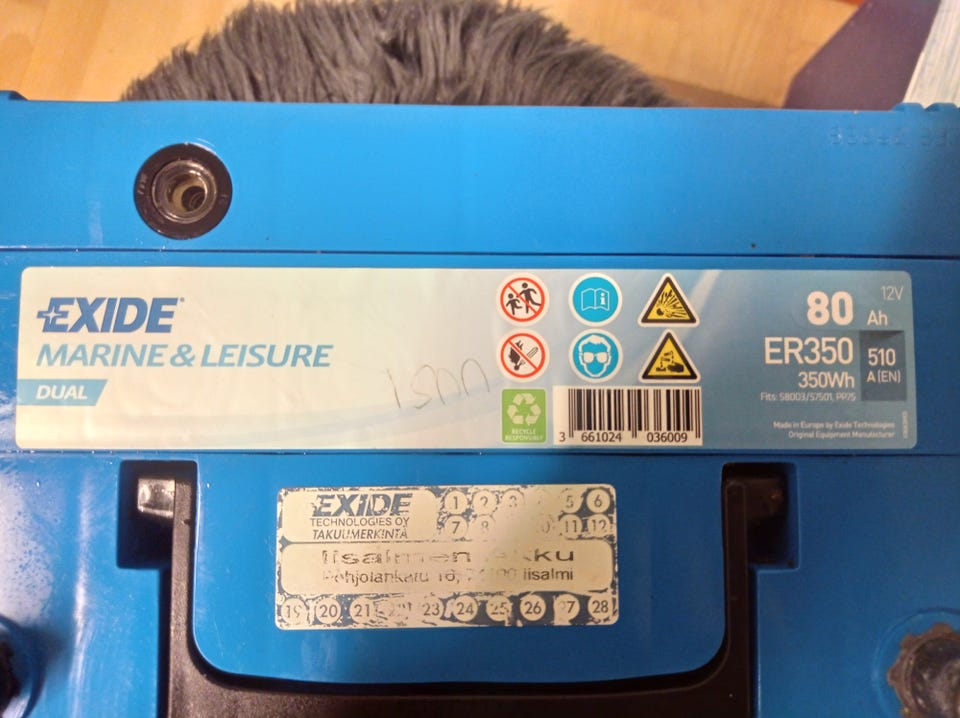 EXIDE
MARINE & LEISURE
DUAL
RECYCLE
RESPONSIBLY
3 661024 036009
12V
80 Ah
ER350
350Wh
510
A (EN)
Fits: 58003/57501, PP75
Made in Europe by Exide Technologies
Original Equipment Manufacturer
EXIDE
TECHNOLOGIES OY
TAKUUMERKINTÄ
1 2 3 5 6
7 8 10 11 12
Iisalmen Akku
Pohjolankatu 16, Iisalmi
19 20 21 23 24 25 26 27 28